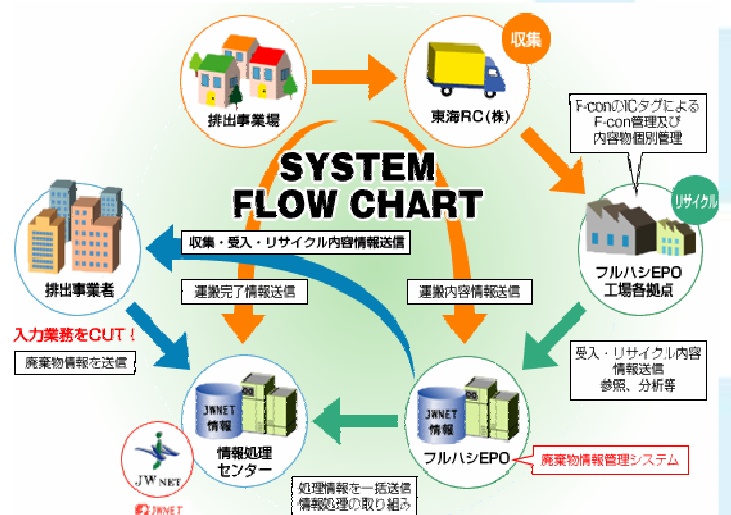 収集
排出事業場
東海RC(株)
F-conのICタグによる
F-con管理及び
内容物個別管理
SYSTEM
FLOW CHART
リサイクル
収集・受入・リサイクル内容情報送信
排出事業者
フルハシEPO
工場各拠点
運搬完了情報送信
運搬内容情報送信
入力業務をCUT!
廃棄物情報を送信
受入・リサイクル内容
情報送信
参照、分析等
JWNET
情報
JWNET
情報
情報処理
センター
フルハシEPO
廃棄物情報管理システム
JW NET
JWNET
処理情報を一括送信
情報処理の取り組み